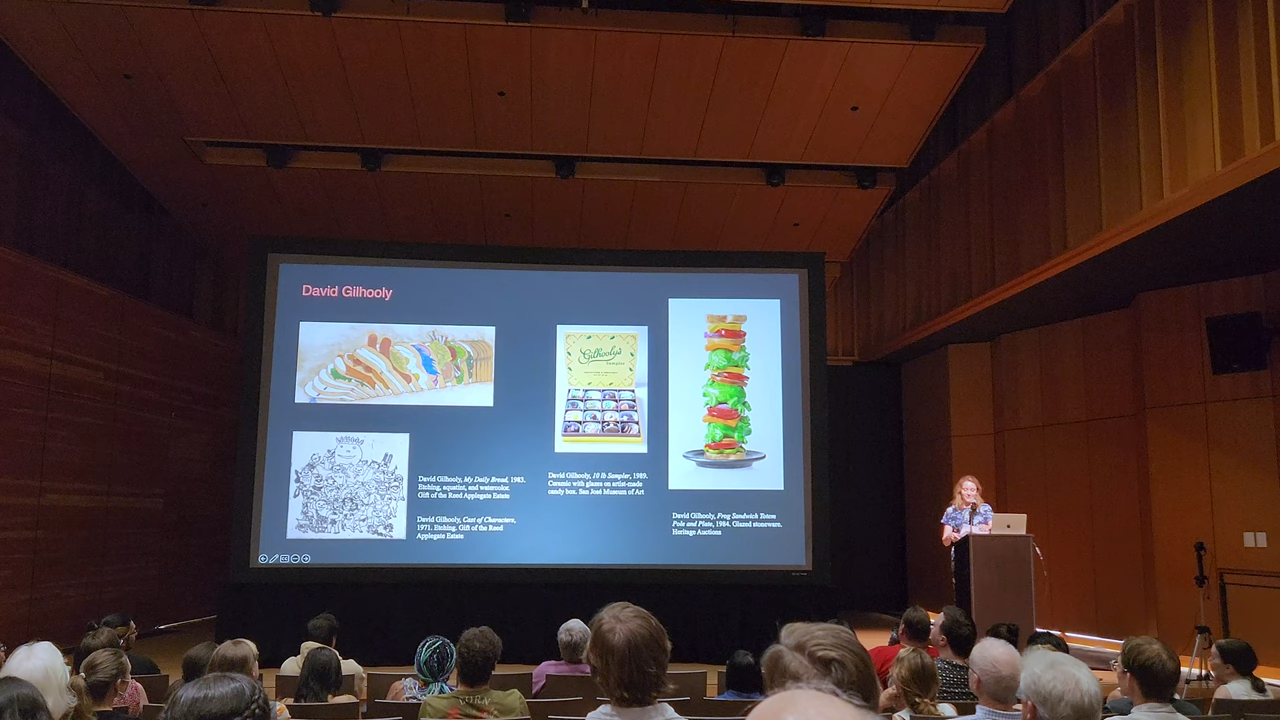 David Gilhooly
Gilhooly's
Sampler
David Gilhooly, My Daily Bread, 1983.
Etching, aquatint, and watercolor.
Gift of the Reed Applegate Estate
David Gilhooly, Cast of Characters,
1971. Etching. Gift of the Reed
Applegate Estate
David Gilhooly, 10 lb Sampler, 1989.
Ceramic with glazes on artist-made
candy box. San José Museum of Art
David Gilhooly, Frog Sandwich Totem
Pole and Plate, 1984. Glazed stoneware.
Heritage Auctions